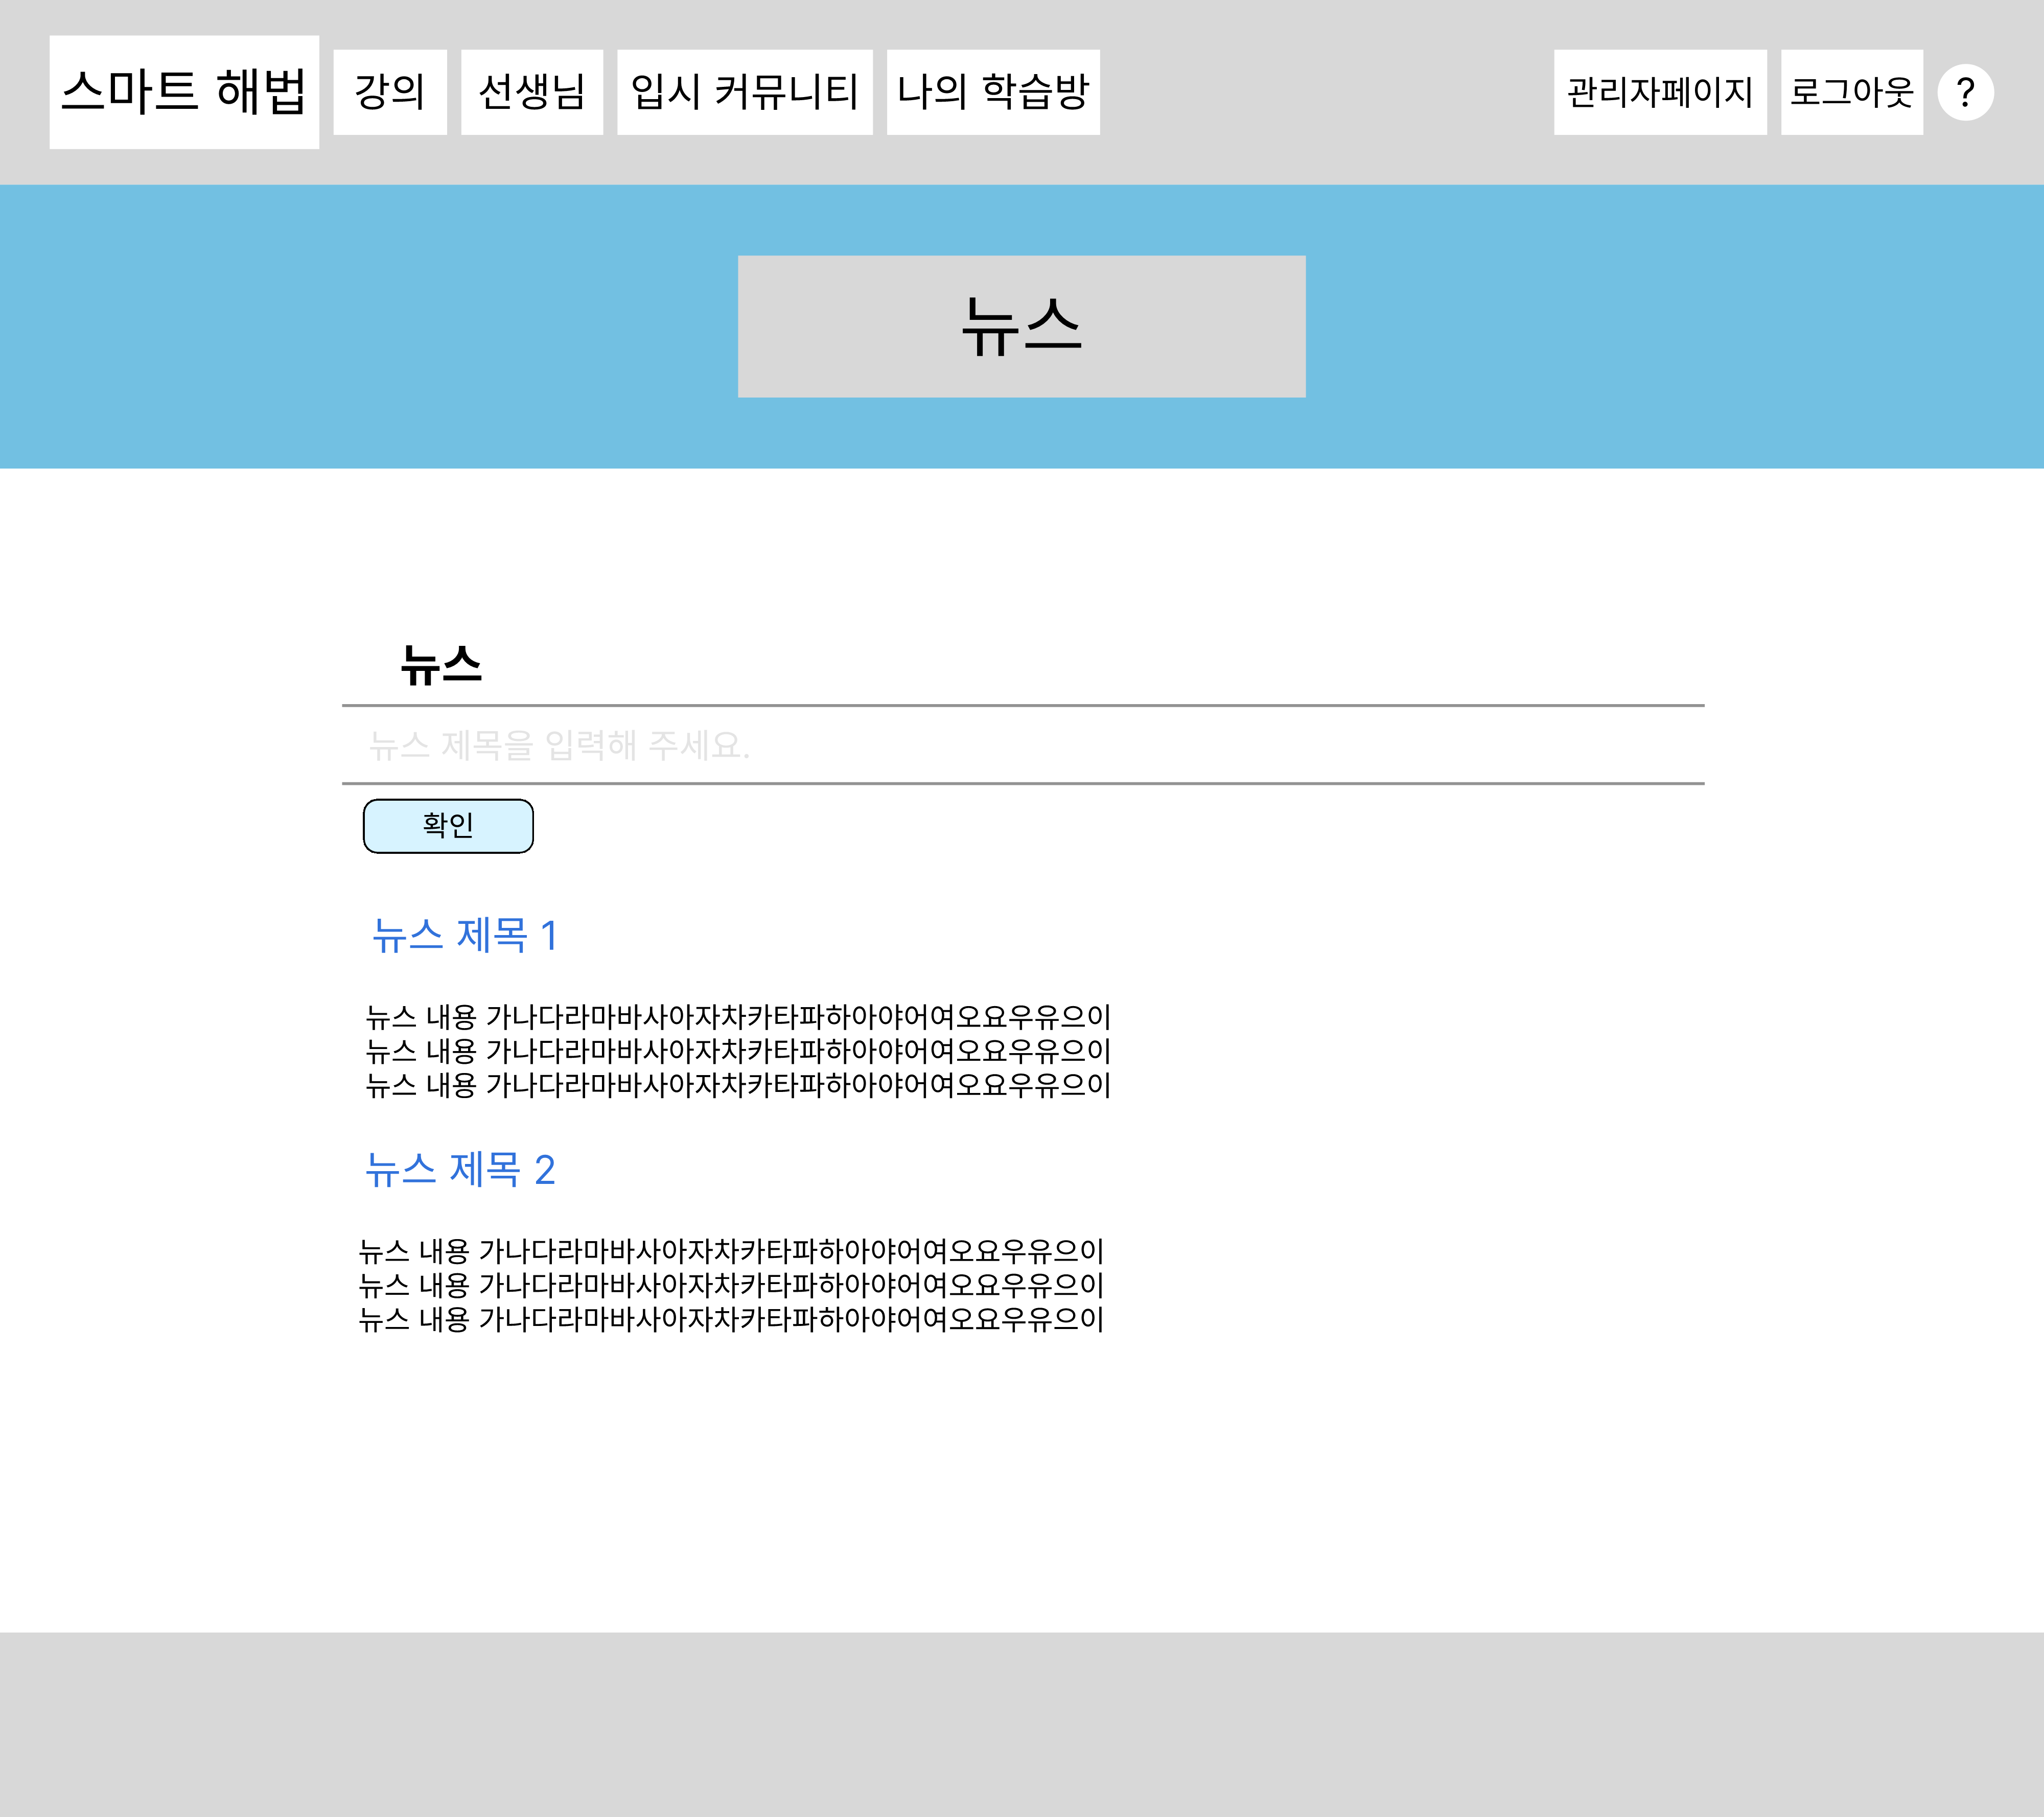 스마트 해법 강의 선생님 입시 커뮤니티 나의 학습방 관리자페이지 로그아웃 ?
뉴스
뉴스
뉴스 제목을 입력해 주세요.
확인
뉴스 제목 1
뉴스 내용 가나다라마바사아자차카타파하아야어여오요우유으이
뉴스 내용 가나다라마바사아자차카타파하아야어여오요우유으이
뉴스 내용 가나다라마바사아자차카타파하아야어여오요우유으이
뉴스 제목 2
뉴스 내용 가나다라마바사아자차카타파하아야어여오요우유으이
뉴스 내용 가나다라마바사아자차카타파하아야어여오요우유으이
뉴스 내용 가나다라마바사아자차카타파하아야어여오요우유으이